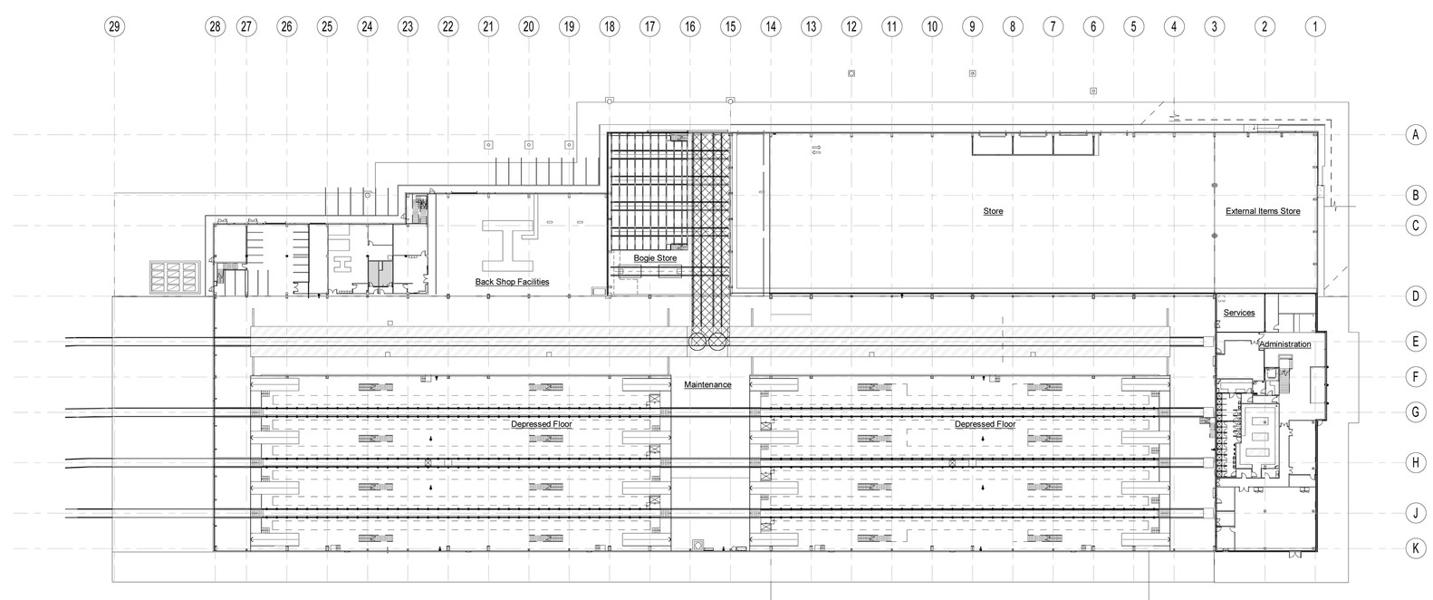 29 28 27 26 25 24 23 22 21 20 19 18 17 16 15 14 13 12 11 10 9 8 7 6 5 4 3 2 1
A
B
Store External Items Store
C
Bogie Store
Back Shop Facilities
D
Services
E
Administration
F
Maintenance
G
Depressed Floor Depressed Floor
H
J
K